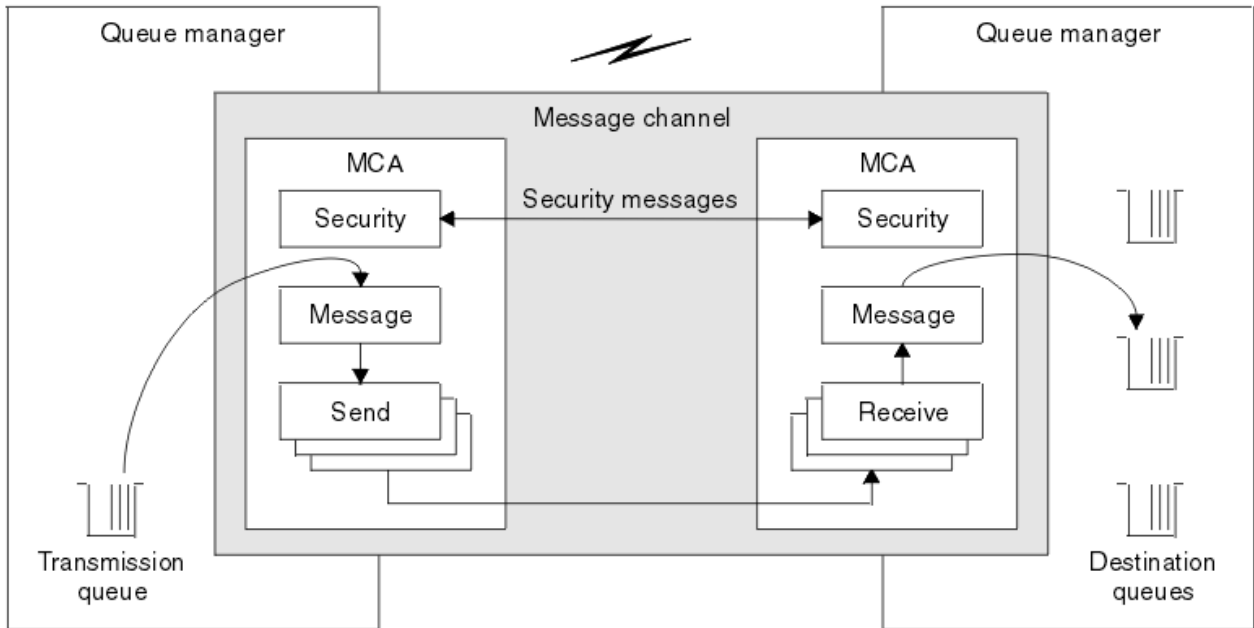 Queue manager
Queue manager
Message channel
MCA
MCA
Security
Security messages
Security
Message
Message
Send
Receive
Transmission
queue
Destination
queues